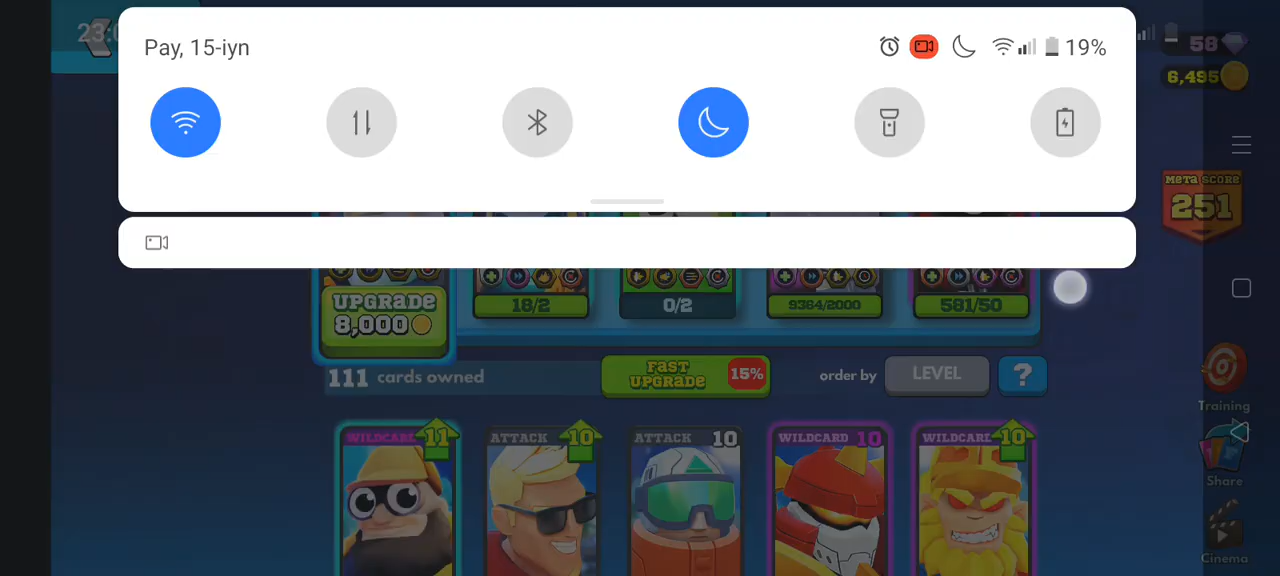 Pay, 15-iyn
19%
58
6,495
META SCORE
251
UPGRADE
8,000
18/2
0/2
9364/2000
581/50
111 cards owned
FAST
UPGRADE
15%
order by
LEVEL
?
Training
WILDCARD 11
ATTACK 10
ATTACK 10
WILDCARD 10
WILDCARD 10
Share
Cinema